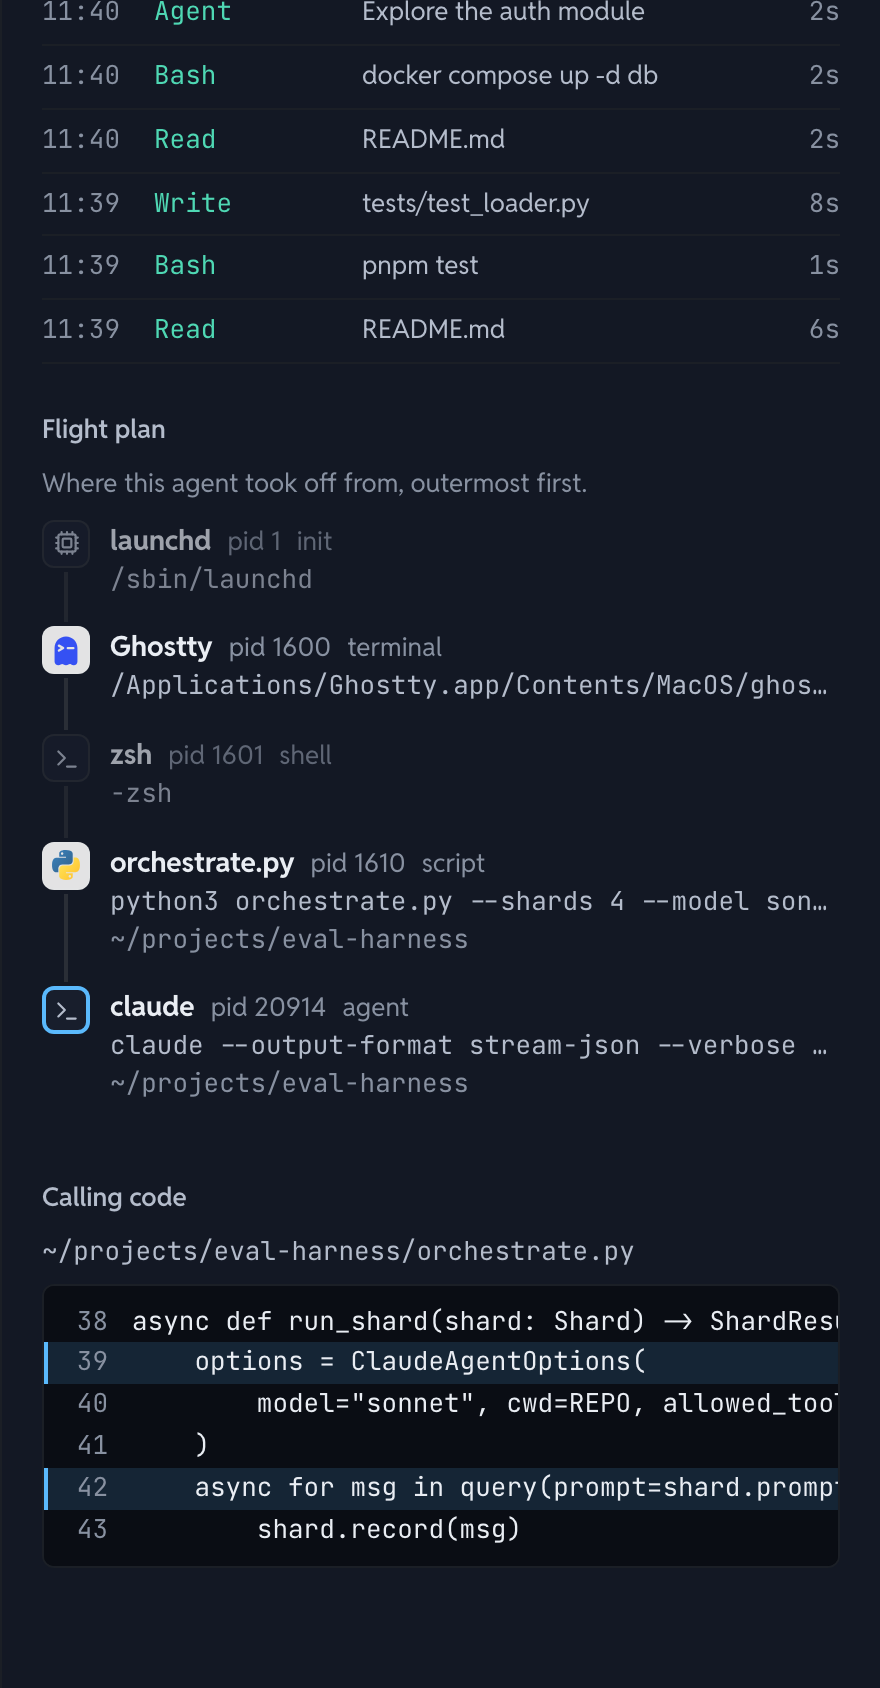 11:40 Agent Explore the auth module 2s
11:40 Bash docker compose up -d db 2s
11:40 Read README.md 2s
11:39 Write tests/test_loader.py 8s
11:39 Bash pnpm test 1s
11:39 Read README.md 6s
Flight plan
Where this agent took off from, outermost first.
launchd pid 1 init
/sbin/launchd
Ghostty pid 1600 terminal
/Applications/Ghostty.app/Contents/MacOS/ghos…
zsh pid 1601 shell
-zsh
orchestrate.py pid 1610 script
python3 orchestrate.py --shards 4 --model son…
~/projects/eval-harness
claude pid 20914 agent
claude --output-format stream-json --verbose …
~/projects/eval-harness
Calling code
~/projects/eval-harness/orchestrate.py
38 async def run_shard(shard: Shard) -> ShardResu
39 options = ClaudeAgentOptions(
40 model="sonnet", cwd=REPO, allowed_tool
41 )
42 async for msg in query(prompt=shard.prompt
43 shard.record(msg)